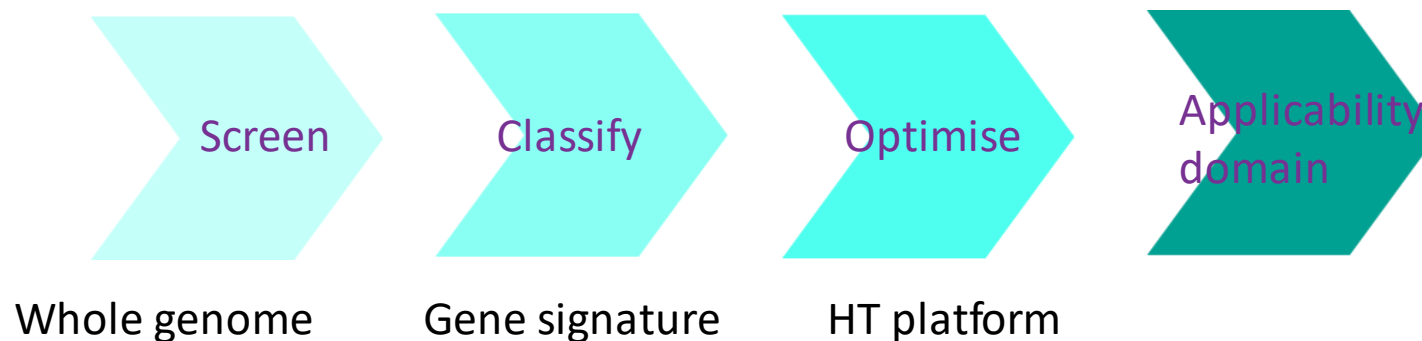 Screen
Classify
Optimise
Applicability
domain
Whole genome
Gene signature
HT platform